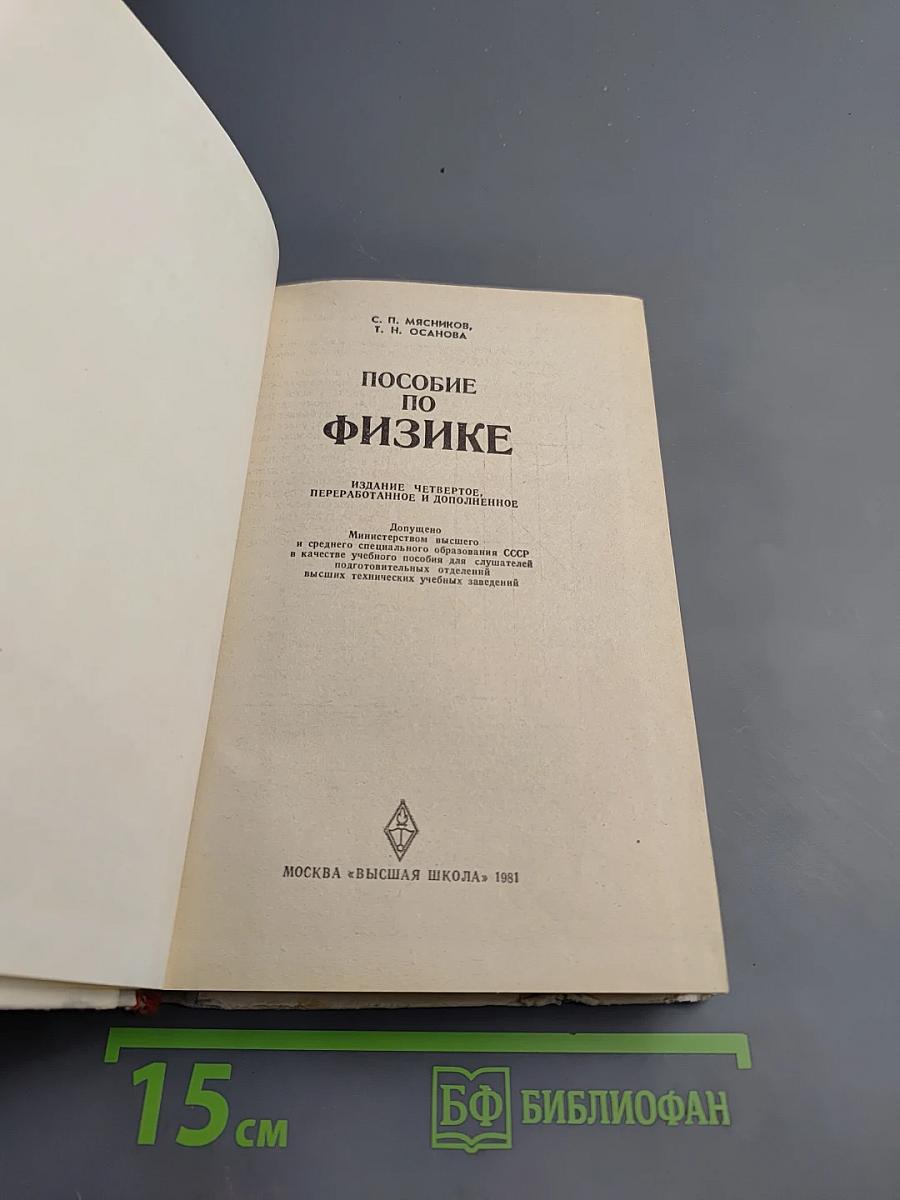 С. П. МЯСНИКОВ,
Т. Н. ОСАНОВА
ПОСОБИЕ
ПО
ФИЗИКЕ
ИЗДАНИЕ ЧЕТВЕРТОЕ,
ПЕРЕРАБОТАННОЕ И ДОПОЛНЕННОЕ
Допущено
Министерством высшего
и среднего специального образования СССР
в качестве учебного пособия для слушателей
подготовительных отделений
высших технических учебных заведений
МОСКВА «ВЫСШАЯ ШКОЛА» 1981
15 см
БФ БИБЛИОФАН